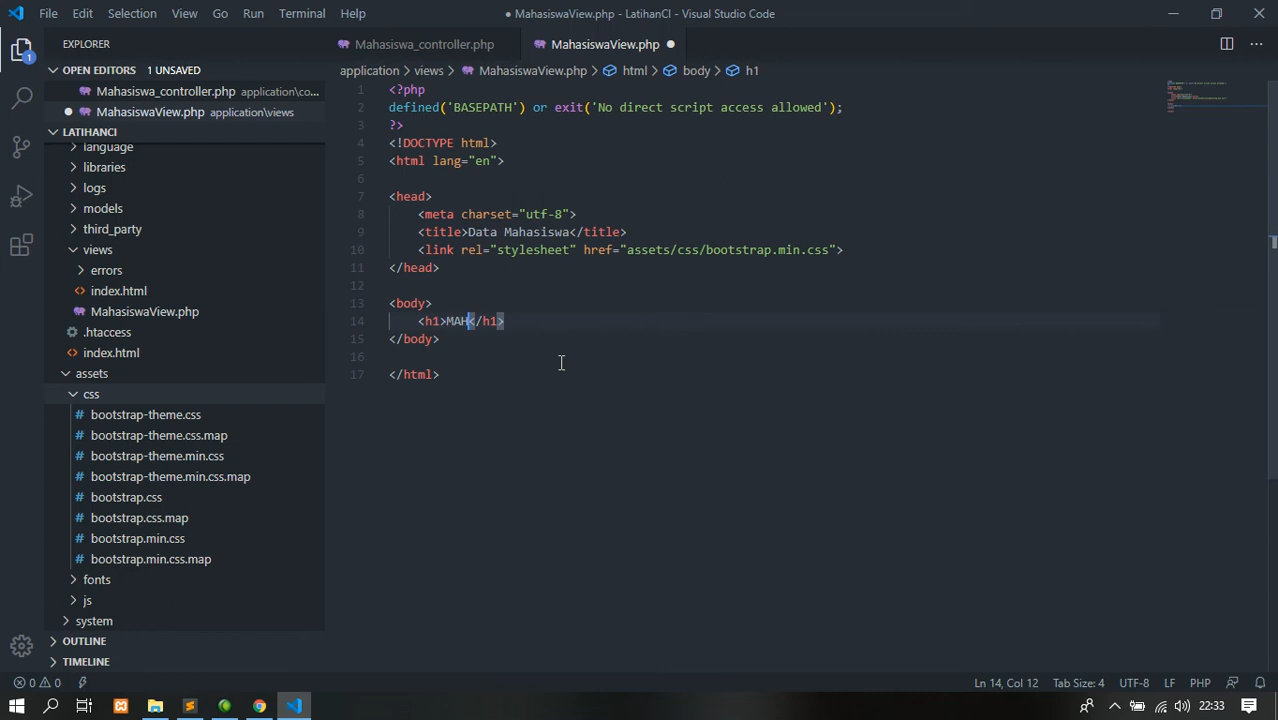 File Edit Selection View Go Run Terminal Help
● MahasiswaView.php - LatihanCI - Visual Studio Code
EXPLORER
Mahasiswa_controller.php
MahasiswaView.php ●
OPEN EDITORS 1 UNSAVED
Mahasiswa_controller.php application\co...
● MahasiswaView.php application\views
LATIHANCI
language
libraries
logs
models
third_party
views
errors
index.html
MahasiswaView.php
.htaccess
index.html
assets
css
bootstrap-theme.css
bootstrap-theme.css.map
bootstrap-theme.min.css
bootstrap-theme.min.css.map
bootstrap.css
bootstrap.css.map
bootstrap.min.css
bootstrap.min.css.map
fonts
js
system
OUTLINE
TIMELINE
application > views > MahasiswaView.php > html > body > h1
1 <?php
2 defined('BASEPATH') or exit('No direct script access allowed');
3 ?>
4 <!DOCTYPE html>
5 <html lang="en">
6
7 <head>
8 <meta charset="utf-8">
9 <title>Data Mahasiswa</title>
10 <link rel="stylesheet" href="assets/css/bootstrap.min.css">
11 </head>
12
13 <body>
14 <h1>MAH</h1>
15 </body>
16
17 </html>
1
0 0
Ln 14, Col 12 Tab Size: 4 UTF-8 LF PHP
22:33